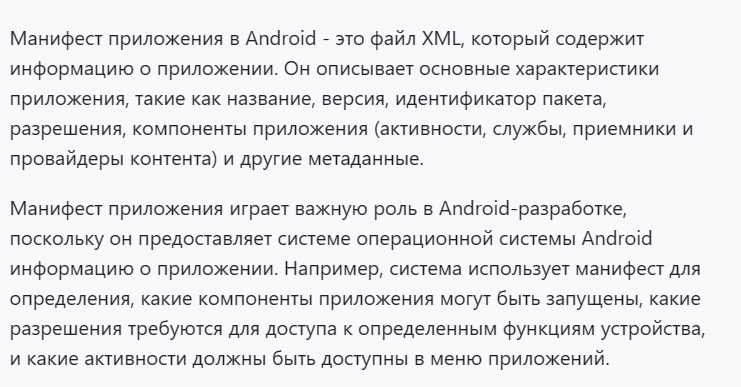 Манифест приложения в Android - это файл XML, который содержит
информацию о приложении. Он описывает основные характеристики
приложения, такие как название, версия, идентификатор пакета,
разрешения, компоненты приложения (активности, службы, приемники и
провайдеры контента) и другие метаданные.
Манифест приложения играет важную роль в Android-разработке,
поскольку он предоставляет системе операционной системы Android
информацию о приложении. Например, система использует манифест для
определения, какие компоненты приложения могут быть запущены, какие
разрешения требуются для доступа к определенным функциям устройства,
и какие активности должны быть доступны в меню приложений.